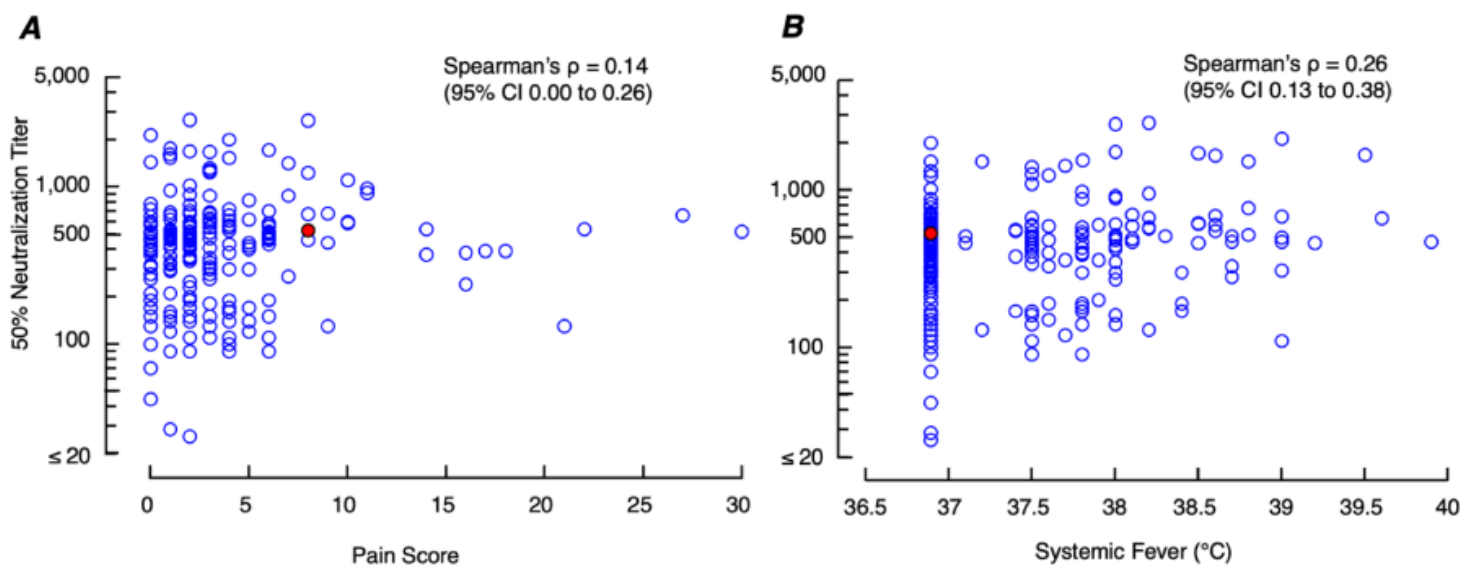 A
Spearman's ρ = 0.14
(95% CI 0.00 to 0.26)
50% Neutralization Titer
5,000
1,000
500
100
≤ 20
0 5 10 15 20 25 30
Pain Score
B
Spearman's ρ = 0.26
(95% CI 0.13 to 0.38)
5,000
1,000
500
100
≤ 20
36.5 37 37.5 38 38.5 39 39.5 40
Systemic Fever (°C)